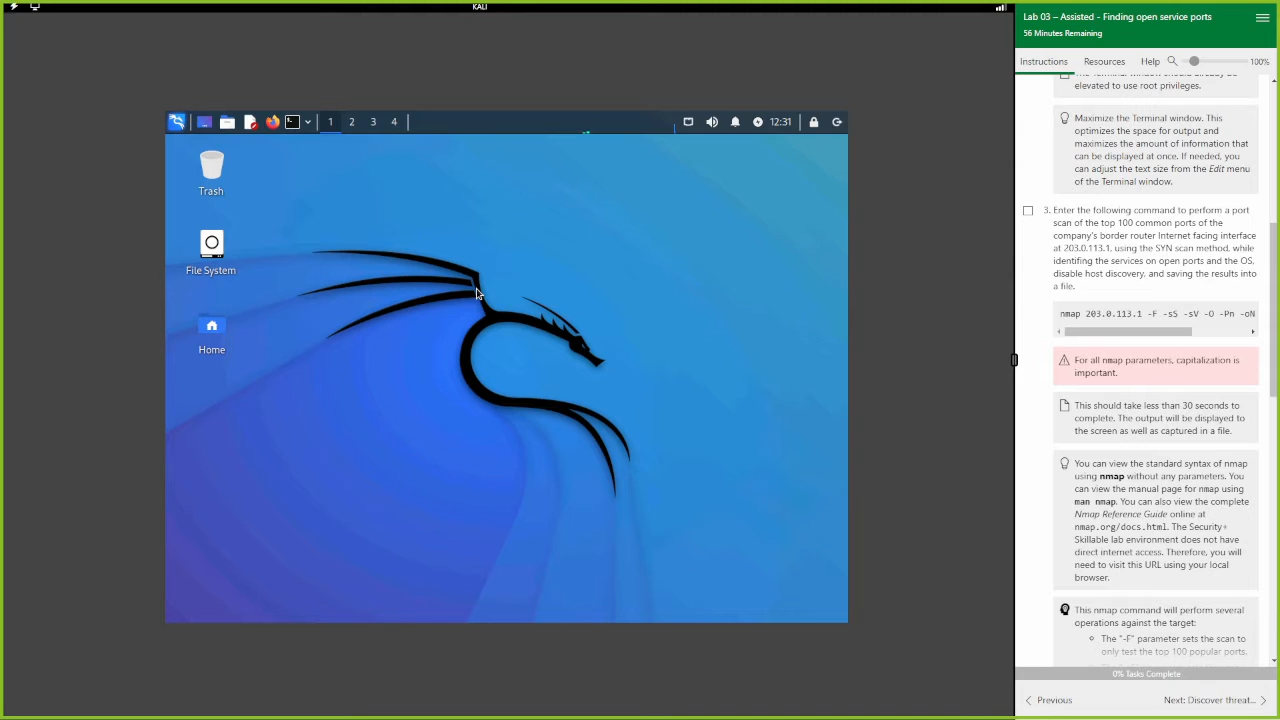 KALI
1 2 3 4
12:31
Trash
File System
Home
Lab 03 – Assisted - Finding open service ports
56 Minutes Remaining
Instructions Resources Help 100%
elevated to use root privileges.
Maximize the Terminal window. This
optimizes the space for output and
maximizes the amount of information that
can be displayed at once. If needed, you
can adjust the text size from the Edit menu
of the Terminal window.
3. Enter the following command to perform a port
scan of the top 100 common ports of the
company's border router Internet facing interface
at 203.0.113.1, using the SYN scan method, while
identifing the services on open ports and the OS,
disable host discovery, and saving the results into
a file.
nmap 203.0.113.1 -F -sS -sV -O -Pn -oN
For all nmap parameters, capitalization is
important.
This should take less than 30 seconds to
complete. The output will be displayed to
the screen as well as captured in a file.
You can view the standard syntax of nmap
using nmap without any parameters. You
can view the manual page for nmap using
man nmap. You can also view the complete
Nmap Reference Guide online at
nmap.org/docs.html. The Security+
Skillable lab environment does not have
direct internet access. Therefore, you will
need to visit this URL using your local
browser.
This nmap command will perform several
operations against the target:
The "-F" parameter sets the scan to
only test the top 100 popular ports.
0% Tasks Complete
Previous Next: Discover threat...